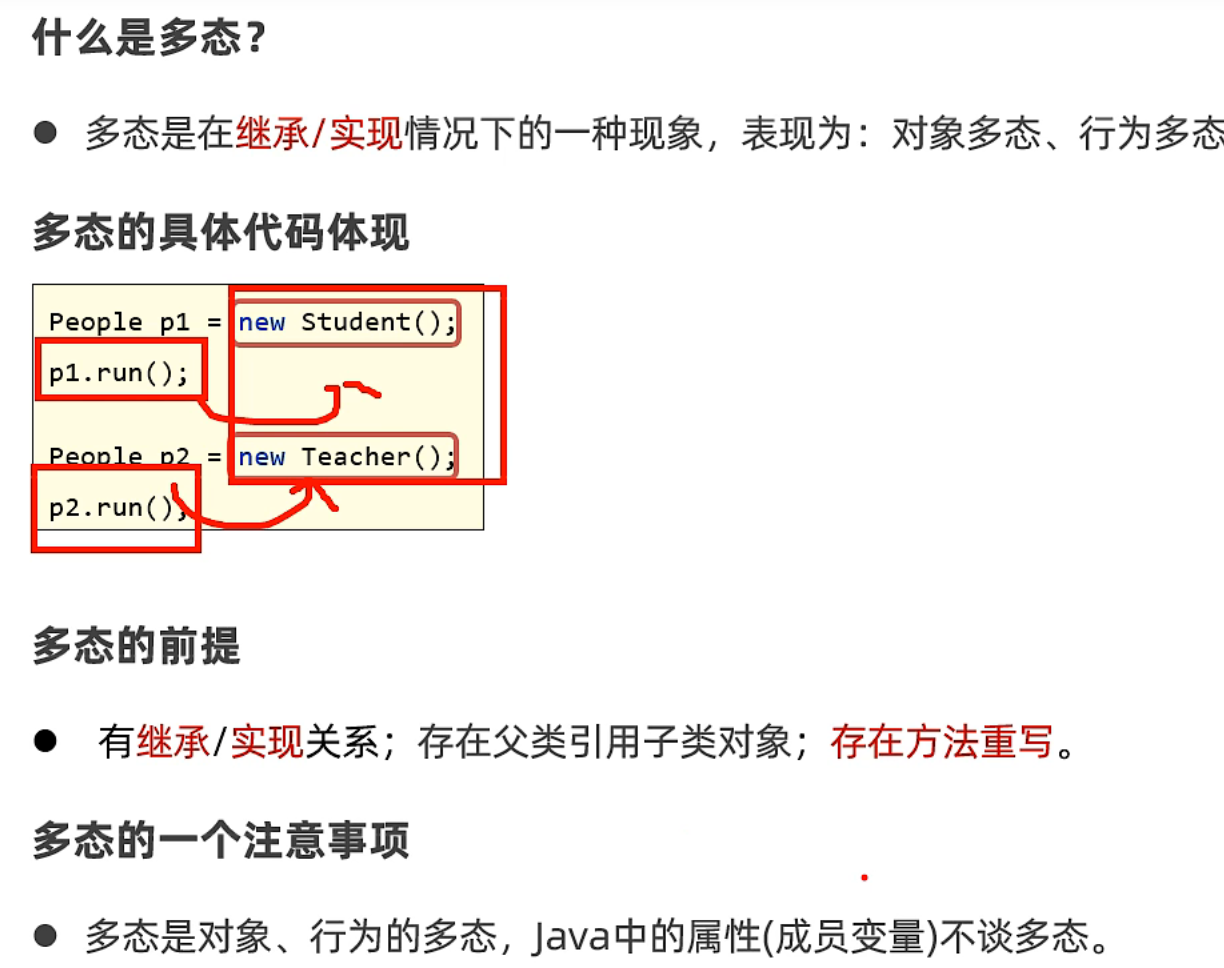 什么是多态？
● 多态是在继承/实现情况下的一种现象，表现为：对象多态、行为多态
多态的具体代码体现
People p1 = new Student();
p1.run();
People p2 = new Teacher();
p2.run();
多态的前提
● 有继承/实现关系；存在父类引用子类对象；存在方法重写。
多态的一个注意事项
● 多态是对象、行为的多态，Java中的属性(成员变量)不谈多态。